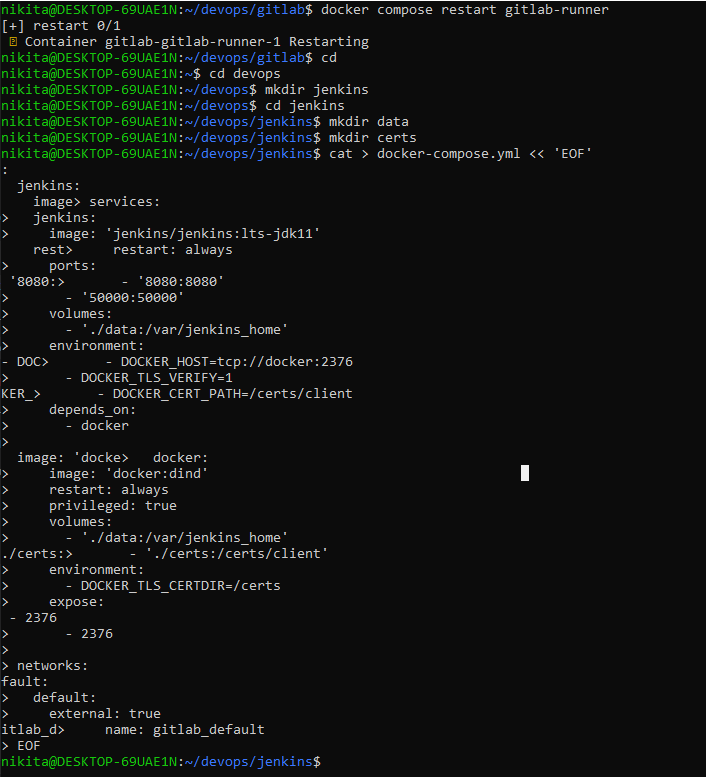 nikita@DESKTOP-69UAE1N:~/devops/gitlab$ docker compose restart gitlab-runner
[+] restart 0/1
 ⠋ Container gitlab-gitlab-runner-1 Restarting
nikita@DESKTOP-69UAE1N:~/devops/gitlab$ cd
nikita@DESKTOP-69UAE1N:~$ cd devops
nikita@DESKTOP-69UAE1N:~/devops$ mkdir jenkins
nikita@DESKTOP-69UAE1N:~/devops$ cd jenkins
nikita@DESKTOP-69UAE1N:~/devops/jenkins$ mkdir data
nikita@DESKTOP-69UAE1N:~/devops/jenkins$ mkdir certs
nikita@DESKTOP-69UAE1N:~/devops/jenkins$ cat > docker-compose.yml << 'EOF'
:
  jenkins:
    image> services:
>   jenkins:
>     image: 'jenkins/jenkins:lts-jdk11'
    rest>     restart: always
>     ports:
 '8080:>       - '8080:8080'
>       - '50000:50000'
>     volumes:
>       - './data:/var/jenkins_home'
>     environment:
- DOC>       - DOCKER_HOST=tcp://docker:2376
>       - DOCKER_TLS_VERIFY=1
KER_>       - DOCKER_CERT_PATH=/certs/client
>     depends_on:
>       - docker
>
  image: 'docke>   docker:
>     image: 'docker:dind'
>     restart: always
>     privileged: true
>     volumes:
>       - './data:/var/jenkins_home'
./certs:>       - './certs:/certs/client'
>     environment:
>       - DOCKER_TLS_CERTDIR=/certs
>     expose:
 - 2376
>       - 2376
>
> networks:
fault:
>   default:
>     external: true
itlab_d>     name: gitlab_default
> EOF
nikita@DESKTOP-69UAE1N:~/devops/jenkins$